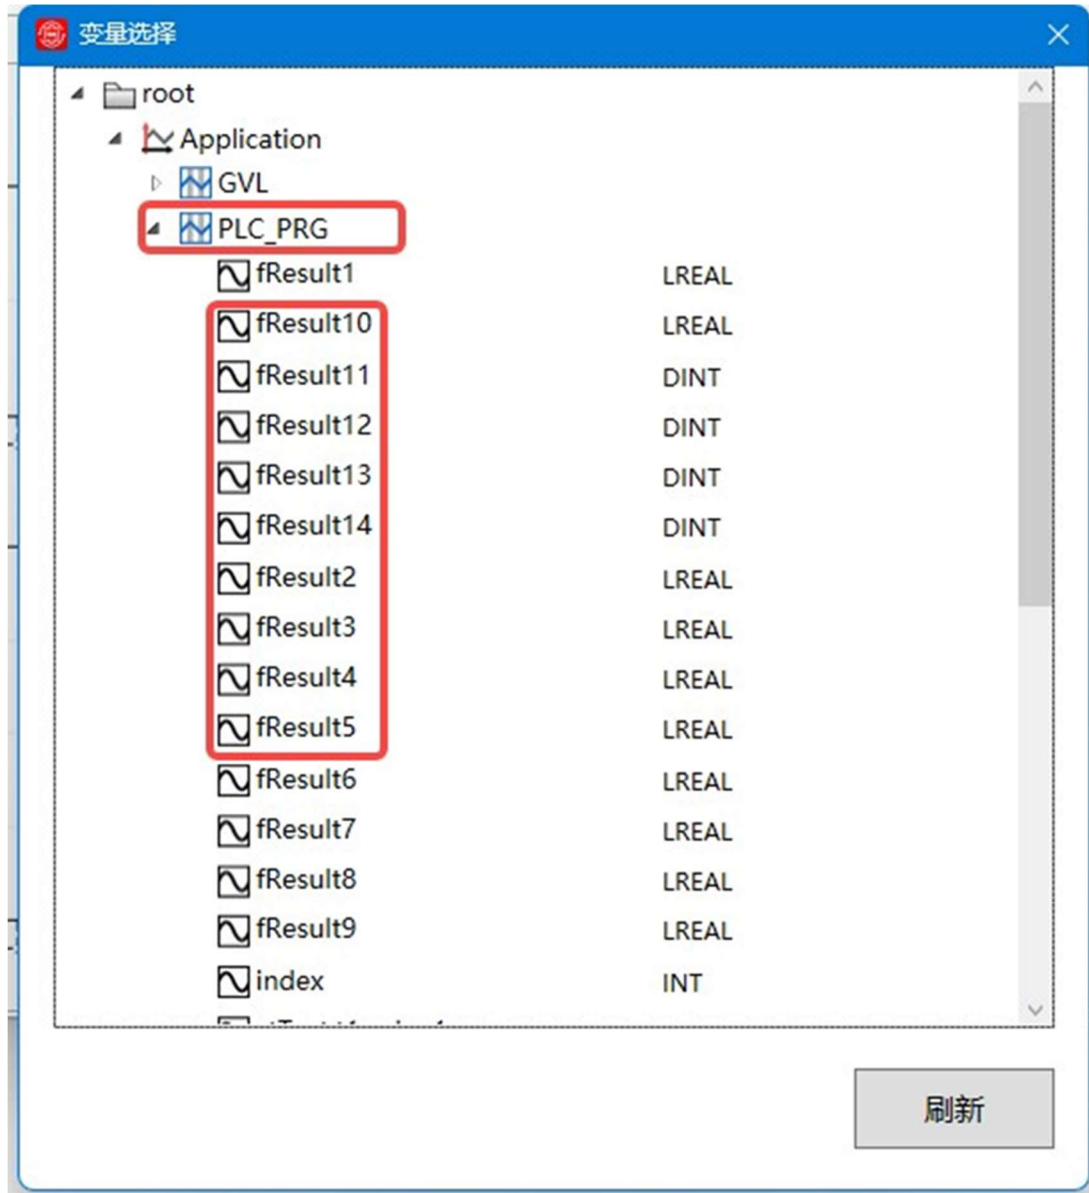 变量选择
root
Application
GVL
PLC_PRG
fResult1 LREAL
fResult10 LREAL
fResult11 DINT
fResult12 DINT
fResult13 DINT
fResult14 DINT
fResult2 LREAL
fResult3 LREAL
fResult4 LREAL
fResult5 LREAL
fResult6 LREAL
fResult7 LREAL
fResult8 LREAL
fResult9 LREAL
index INT
刷新